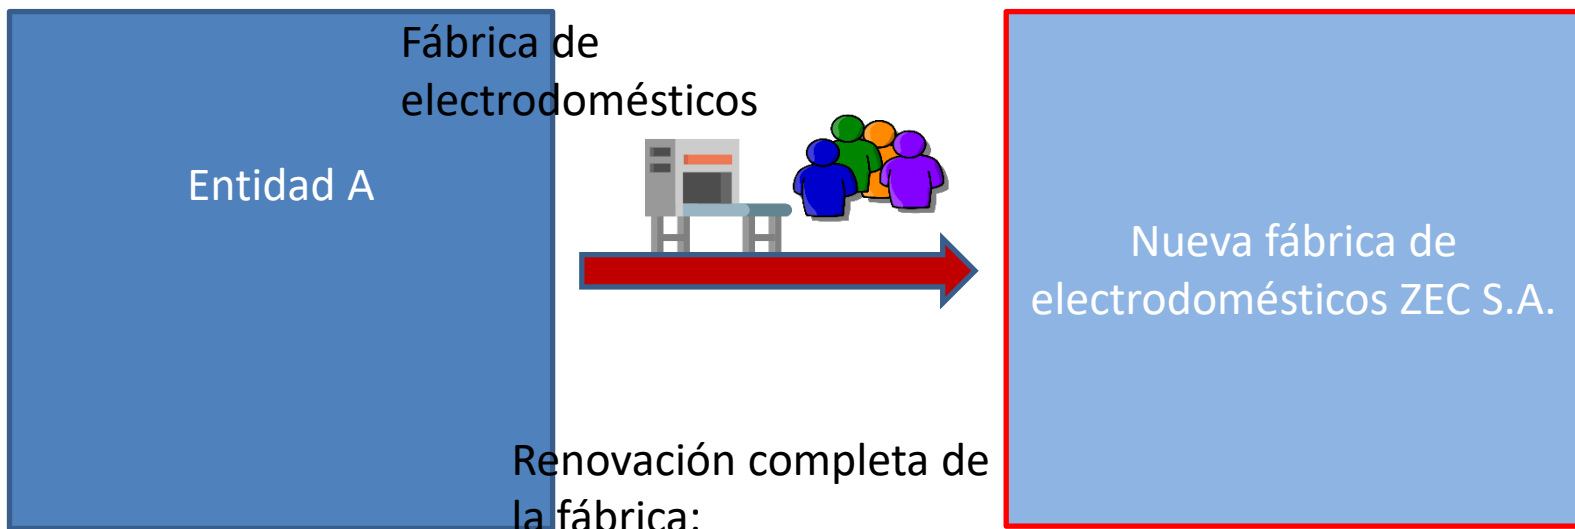 Fábrica de
electrodomésticos
Entidad A
Nueva fábrica de
electrodomésticos ZEC S.A.
Renovación completa de
la fábrica: